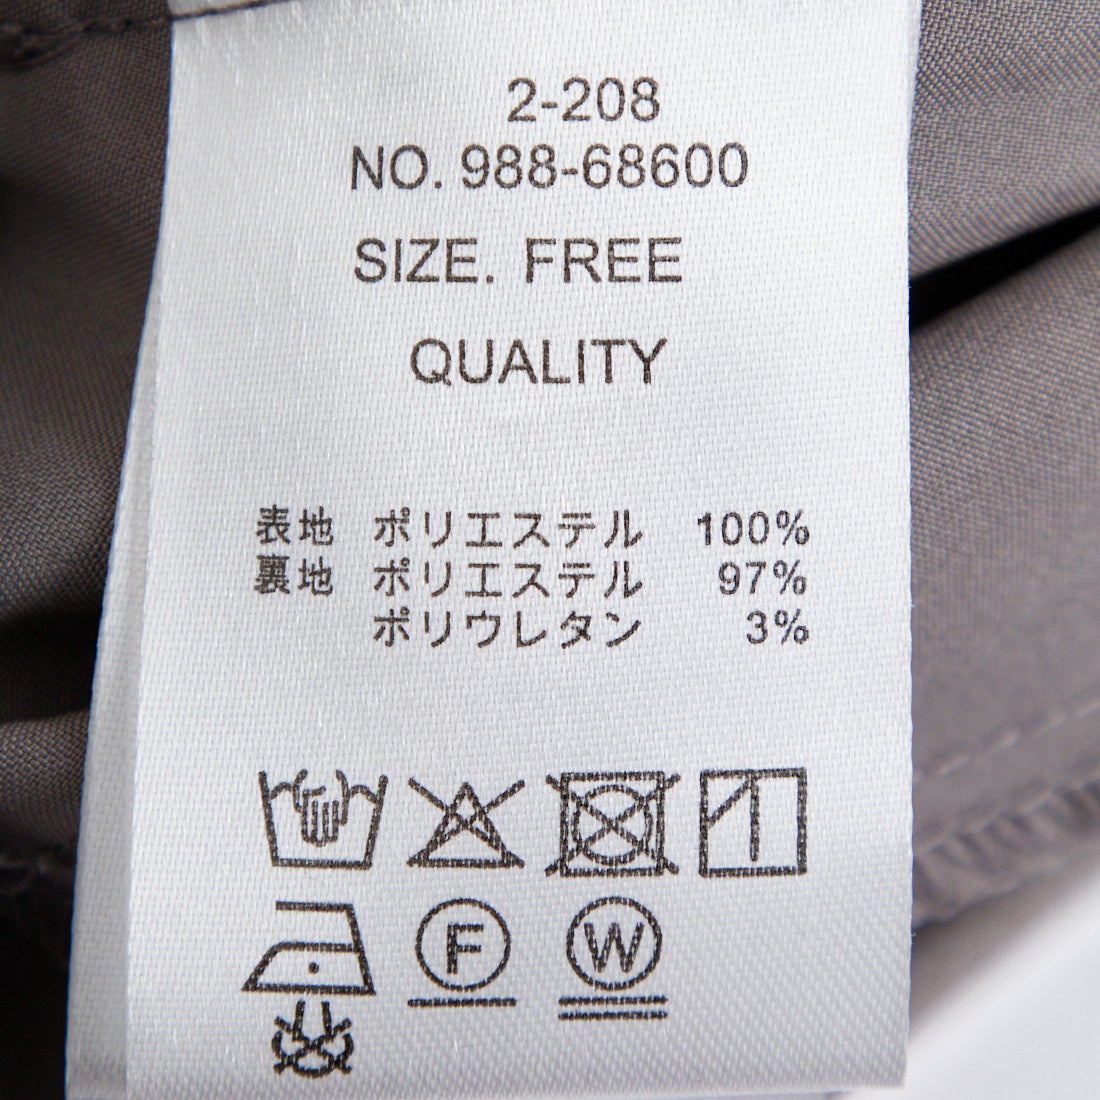 2-208
NO. 988-68600
SIZE. FREE
QUALITY
表地 ポリエステル 100%
裏地 ポリエステル 97%
ポリウレタン 3%
F W